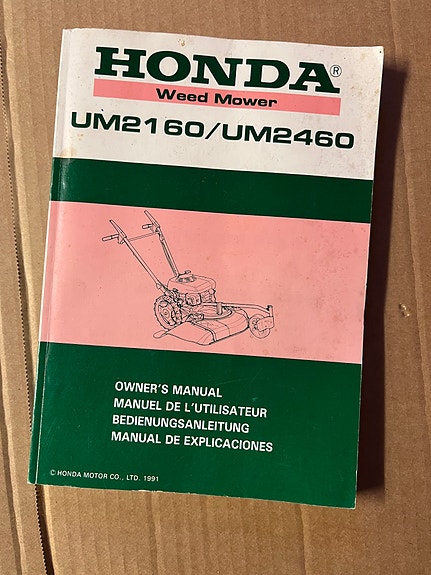 HONDA®
Weed Mower
UM2160/UM2460
OWNER'S MANUAL
MANUEL DE L'UTILISATEUR
BEDIENUNGSANLEITUNG
MANUAL DE EXPLICACIONES
© HONDA MOTOR CO., LTD. 1991